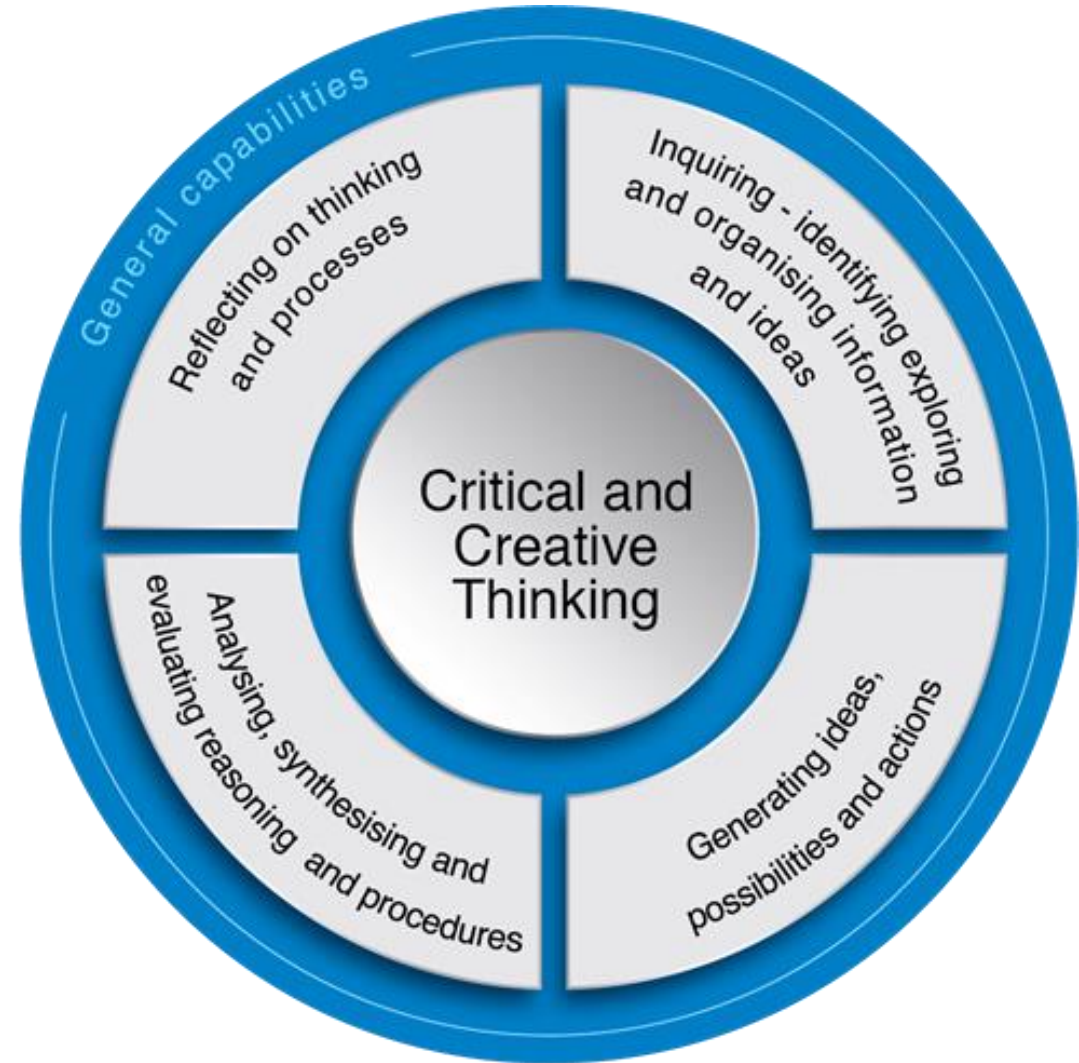 General capabilities
Reflecting on thinking
and processes
Inquiring - identifying exploring
and organising information
and ideas
Critical and
Creative
Thinking
Analysing, synthesising and
evaluating reasoning and procedures
Generating ideas,
possibilities and actions